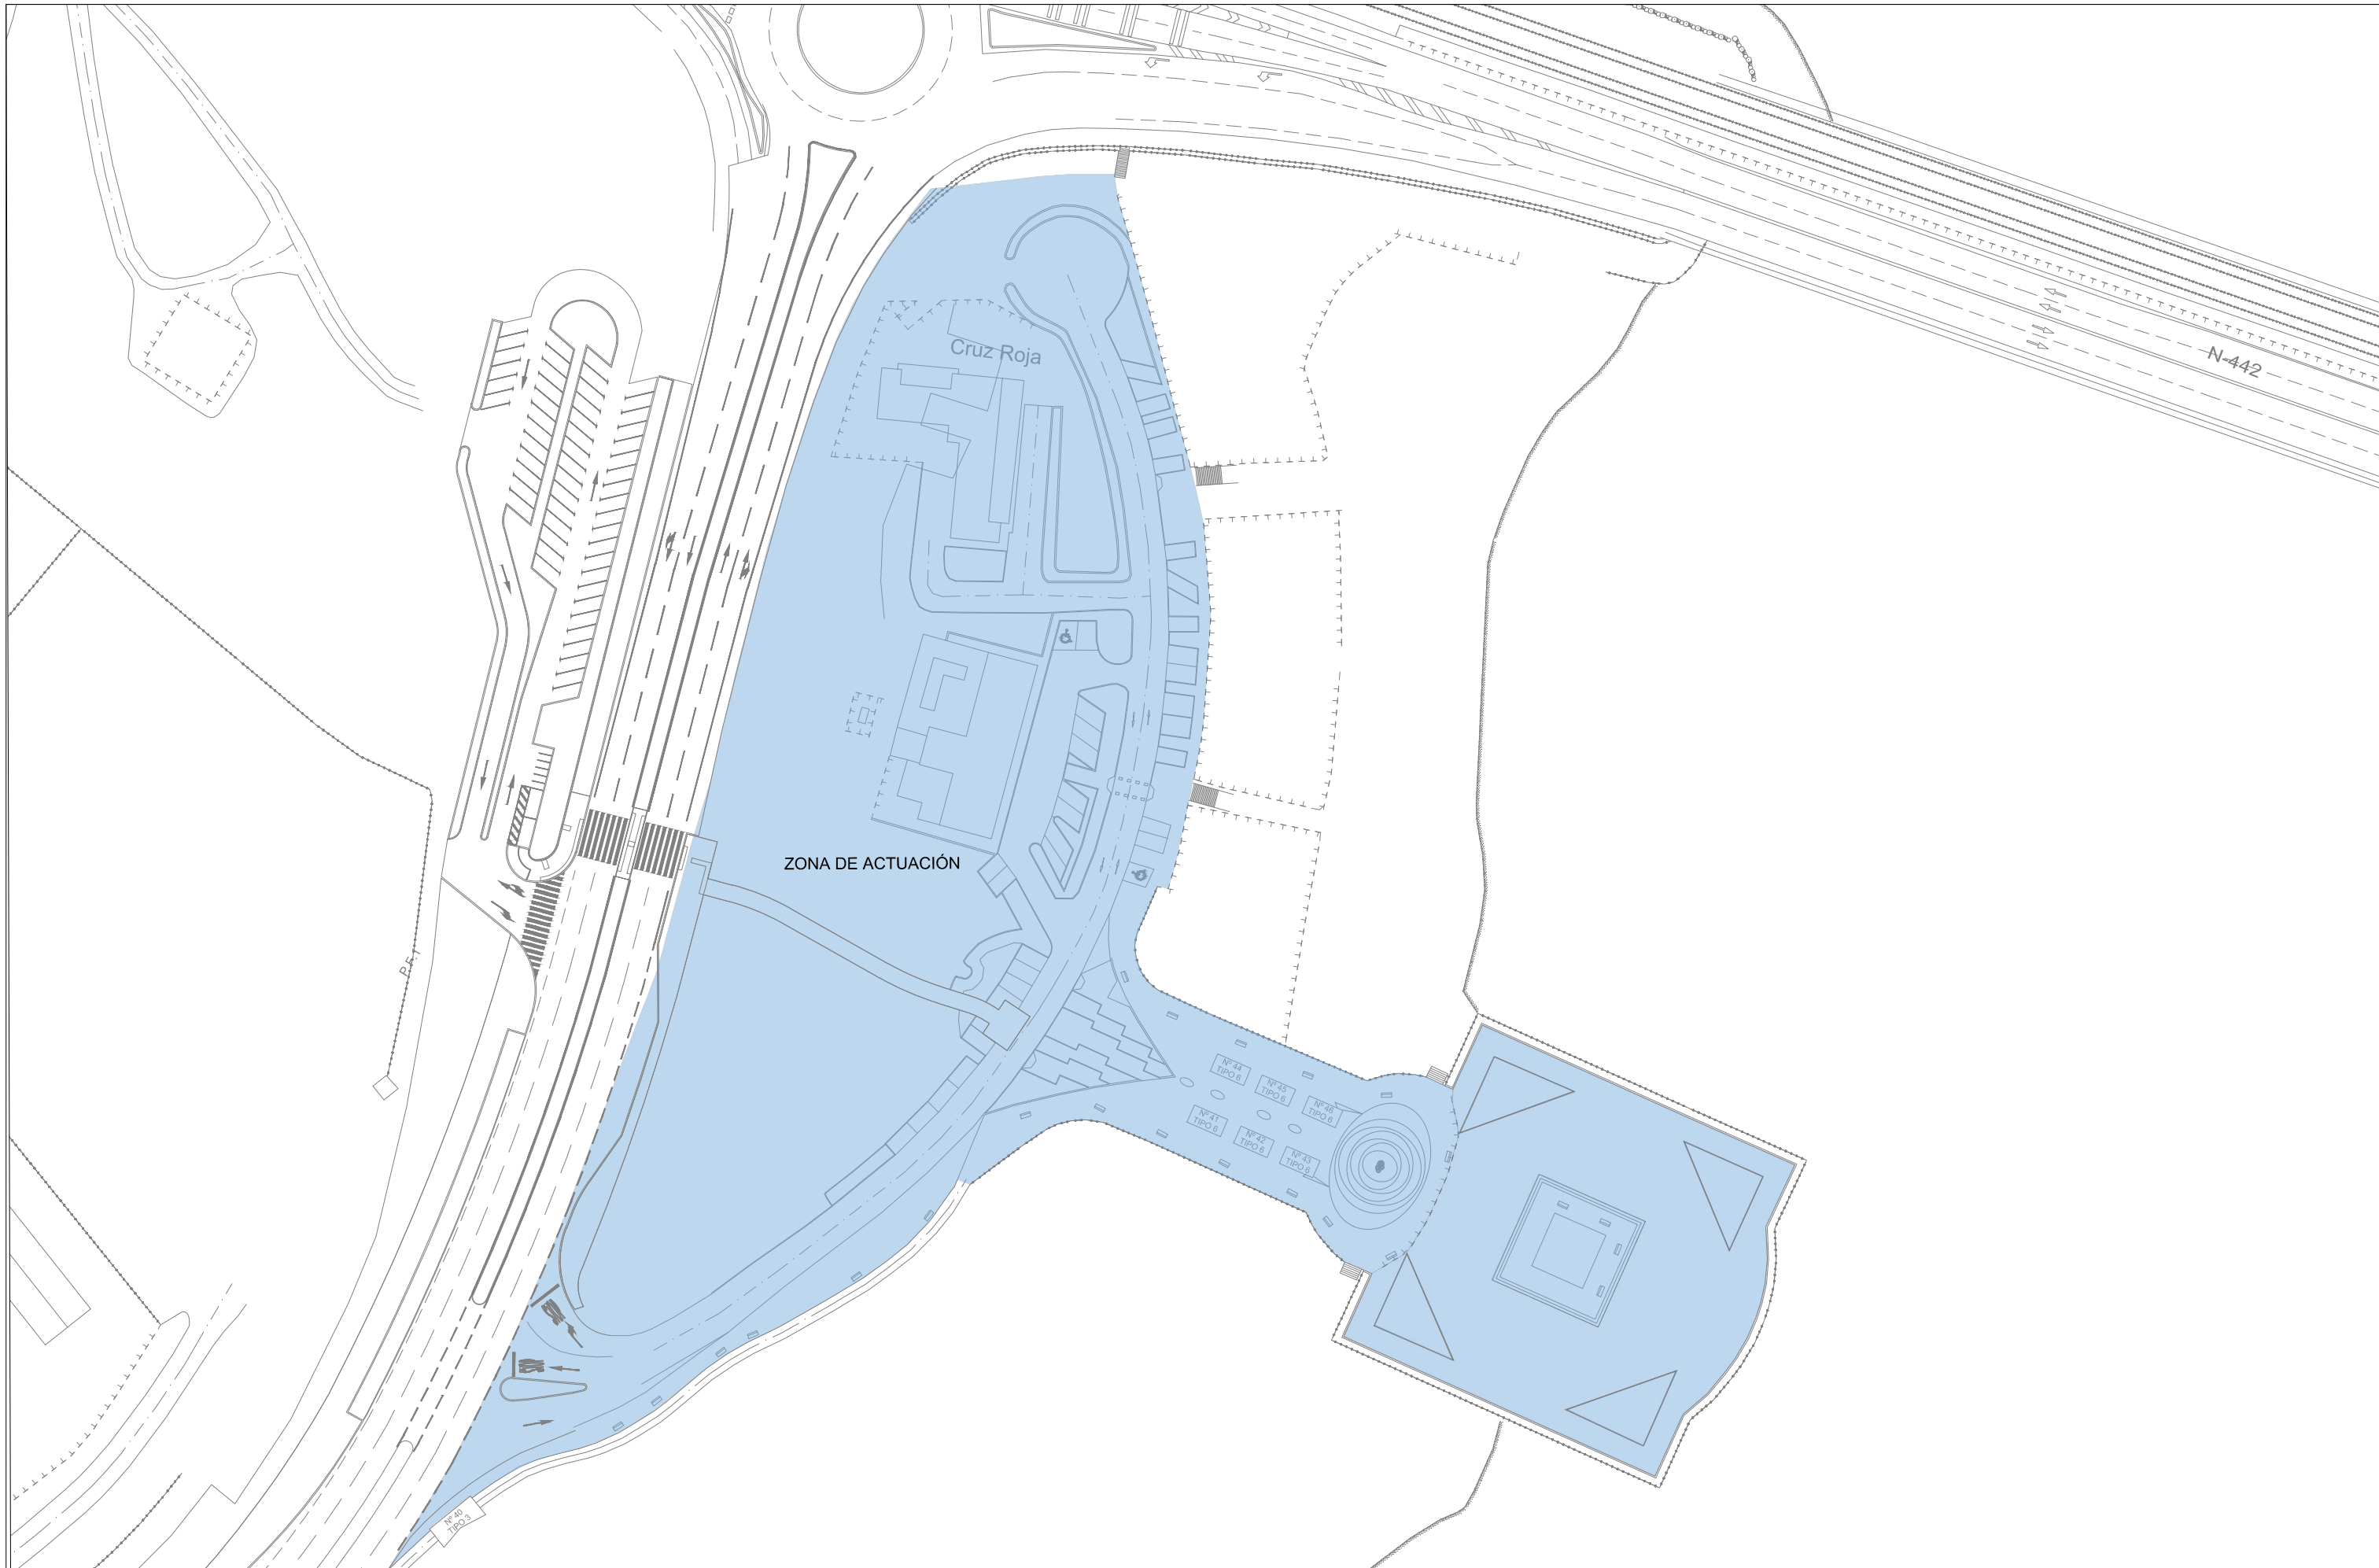 Cruz Roja
N-442
ZONA DE ACTUACIÓN
P.F.1
Nº 44
TIPO 6
Nº 45
TIPO 6
Nº 46
TIPO 6
Nº 41
TIPO 6
Nº 42
TIPO 6
Nº 43
TIPO 6
Nº 40
TIPO 3